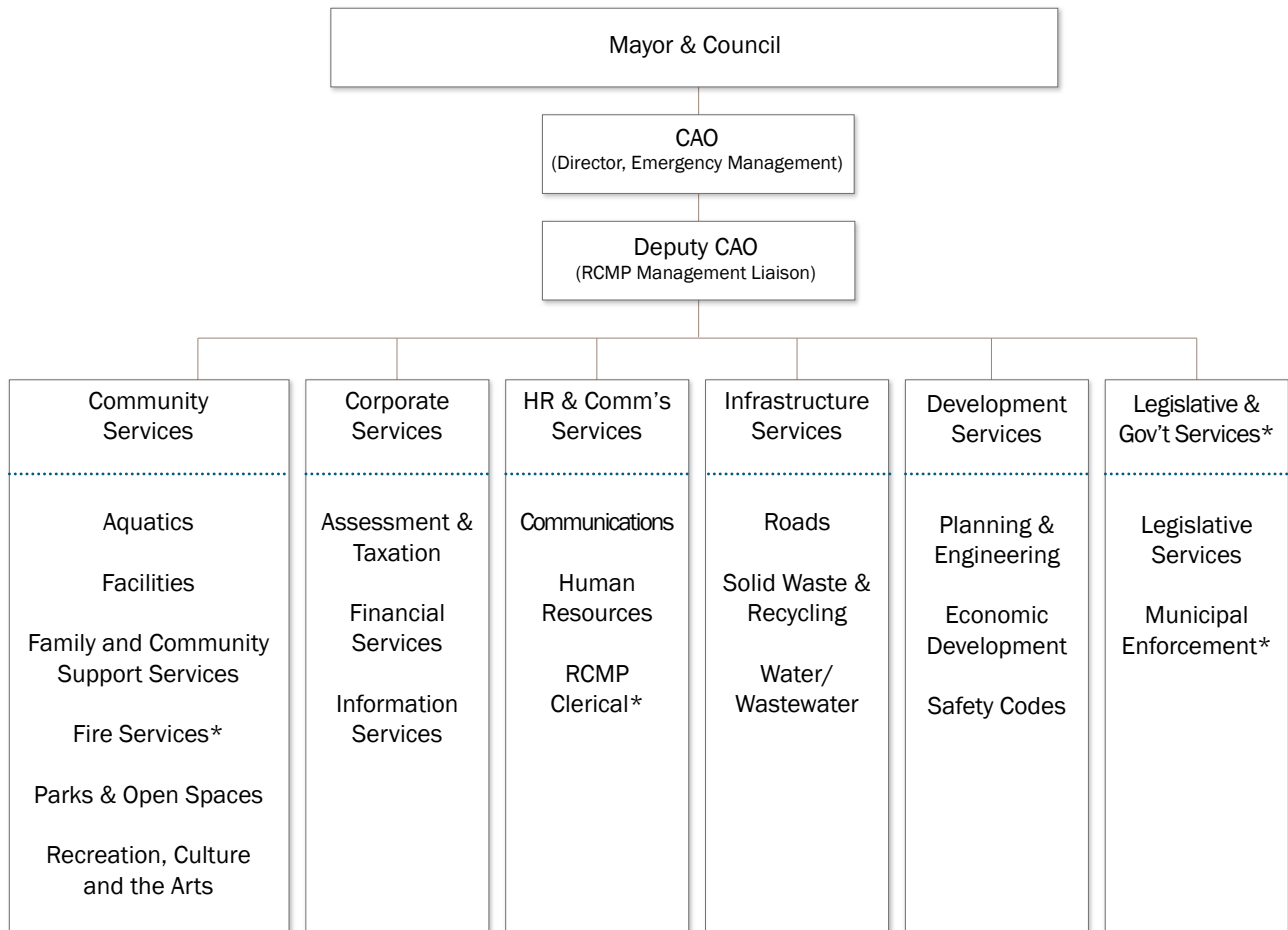 Mayor & Council
CAO
(Director, Emergency Management)
Deputy CAO
(RCMP Management Liaison)
Community
Services
Aquatics
Facilities
Family and Community
Support Services
Fire Services*
Parks & Open Spaces
Recreation, Culture
and the Arts
Corporate
Services
Assessment &
Taxation
Financial
Services
Information
Services
HR & Comm's
Services
Communications
Human
Resources
RCMP
Clerical*
Infrastructure
Services
Roads
Solid Waste &
Recycling
Water/
Wastewater
Development
Services
Planning &
Engineering
Economic
Development
Safety Codes
Legislative &
Gov't Services*
Legislative
Services
Municipal
Enforcement*